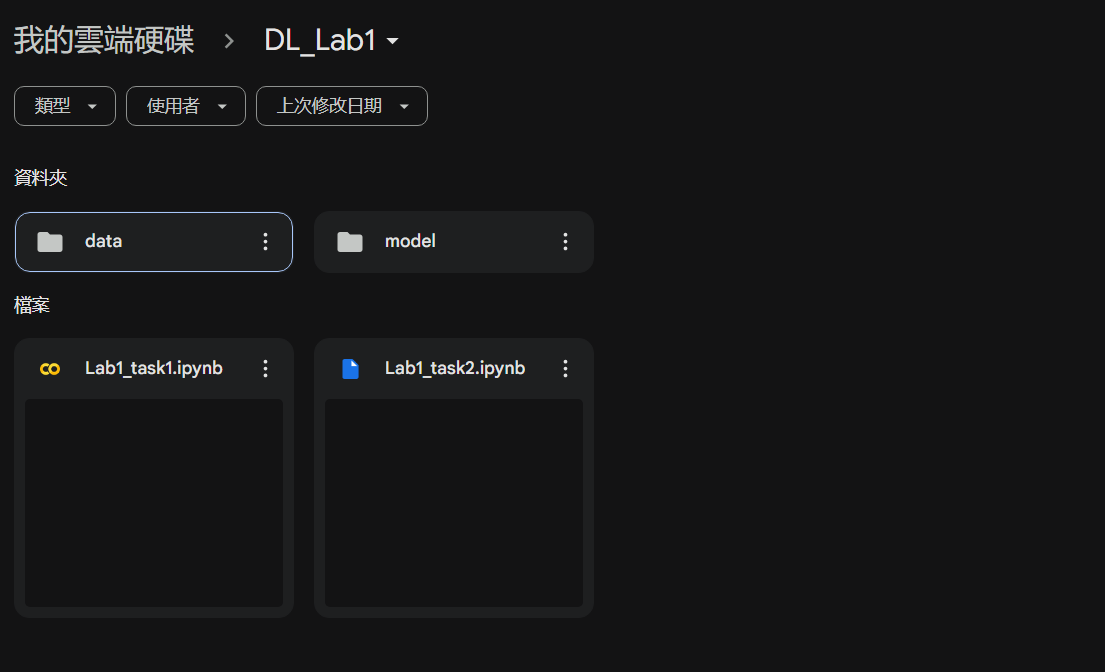 我的雲端硬碟 > DL_Lab1
類型 使用者 上次修改日期
資料夾
data model
檔案
Lab1_task1.ipynb Lab1_task2.ipynb